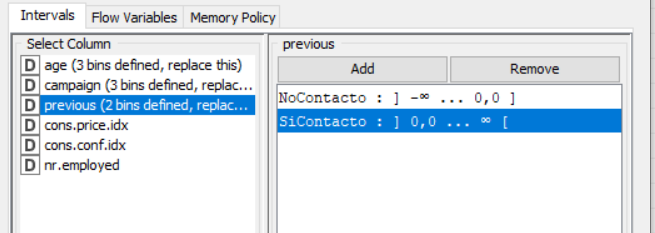 Intervals Flow Variables Memory Policy
Select Column
D age (3 bins defined, replace this)
D campaign (3 bins defined, replac...
D previous (2 bins defined, replac...
D cons.price.idx
D cons.conf.idx
D nr.employed
previous
Add Remove
NoContacto : ] -∞ ... 0,0 ]
SiContacto : ] 0,0 ... ∞ [